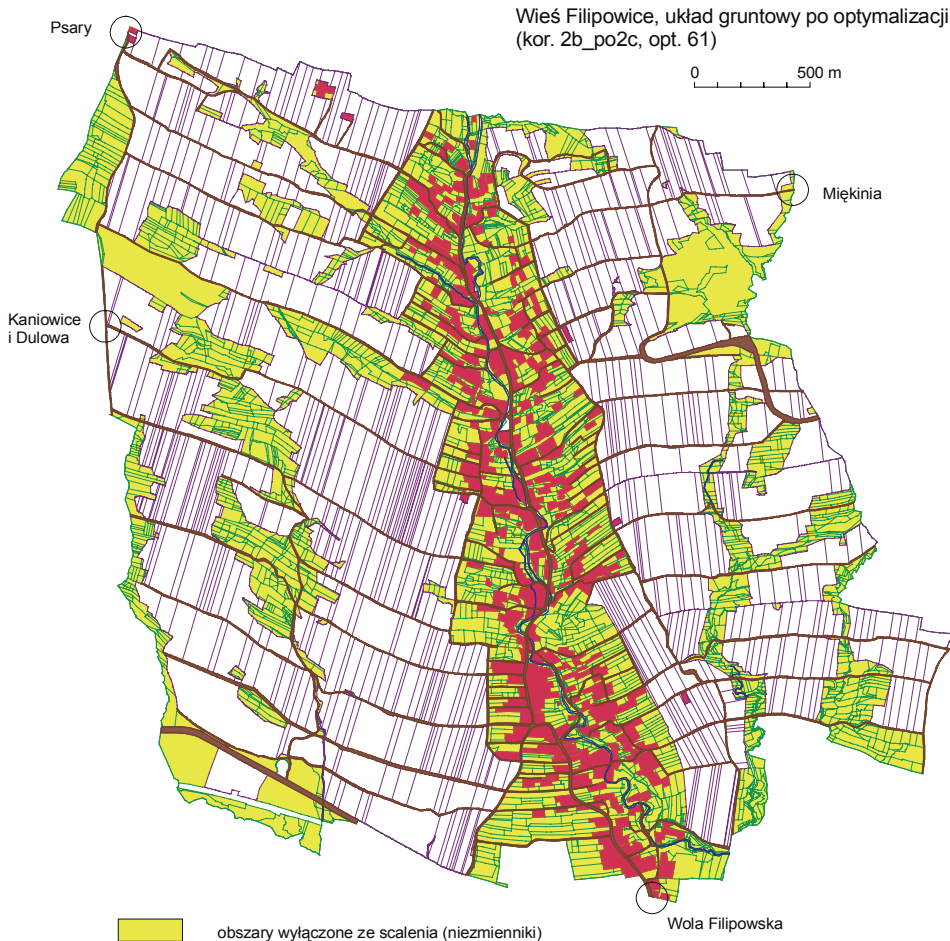 Wieś Filipowice, układ gruntowy po optymalizacji
(kor. 2b_po2c, opt. 61)
0 500 m
Psary
Miękinia
Kaniowice
i Dulowa
Wola Filipowska
obszary wyłączone ze scalenia (niezmienniki)